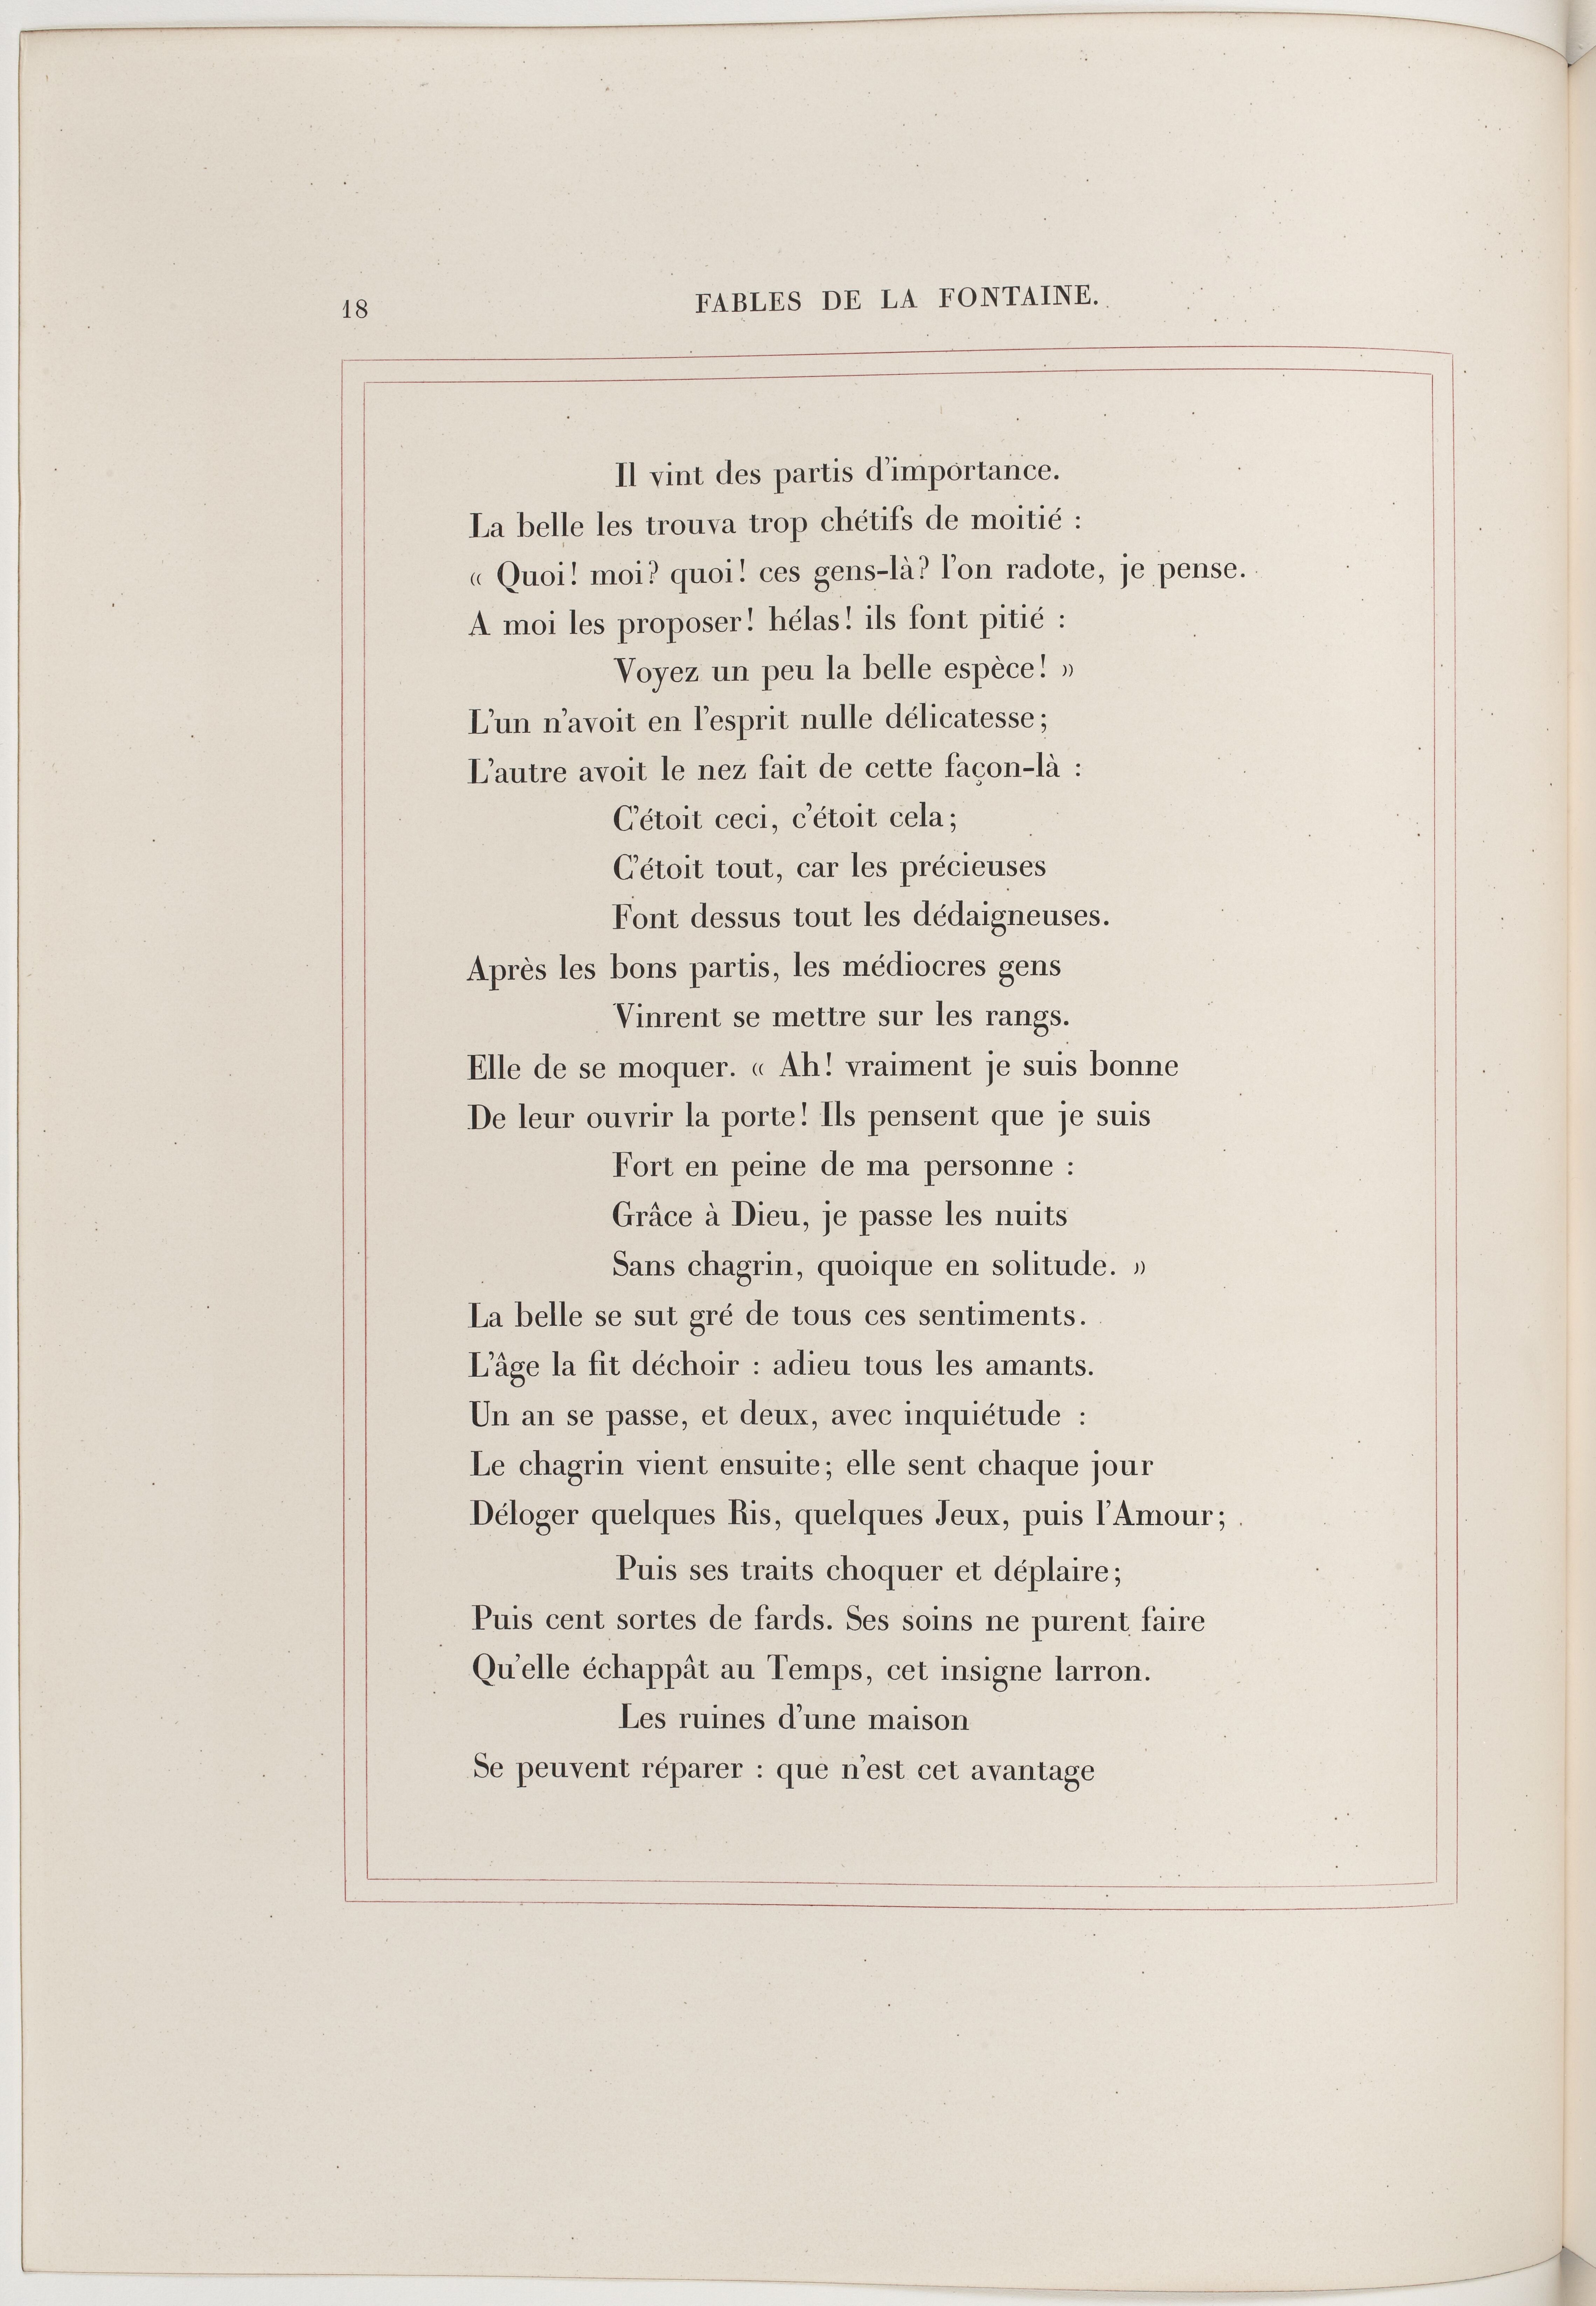 18
FABLES DE LA FONTAINE.
Il vint des partis d'importance.
La belle les trouva trop chétifs de moitié :
« Quoi! moi? quoi! ces gens-là? l'on radote, je pense.
A moi les proposer! hélas! ils font pitié :
Voyez un peu la belle espèce! »
L'un n'avoit en l'esprit nulle délicatesse;
L'autre avoit le nez fait de cette façon-là :
C'étoit ceci, c'étoit cela;
C'étoit tout, car les précieuses
Font dessus tout les dédaigneuses.
Après les bons partis, les médiocres gens
Vinrent se mettre sur les rangs.
Elle de se moquer. « Ah! vraiment je suis bonne
De leur ouvrir la porte! Ils pensent que je suis
Fort en peine de ma personne :
Grâce à Dieu, je passe les nuits
Sans chagrin, quoique en solitude. »
La belle se sut gré de tous ces sentiments.
L'âge la fit déchoir : adieu tous les amants.
Un an se passe, et deux, avec inquiétude :
Le chagrin vient ensuite; elle sent chaque jour
Déloger quelques Ris, quelques Jeux, puis l'Amour;
Puis ses traits choquer et déplaire;
Puis cent sortes de fards. Ses soins ne purent faire
Qu'elle échappât au Temps, cet insigne larron.
Les ruines d'une maison
Se peuvent réparer : que n'est cet avantage